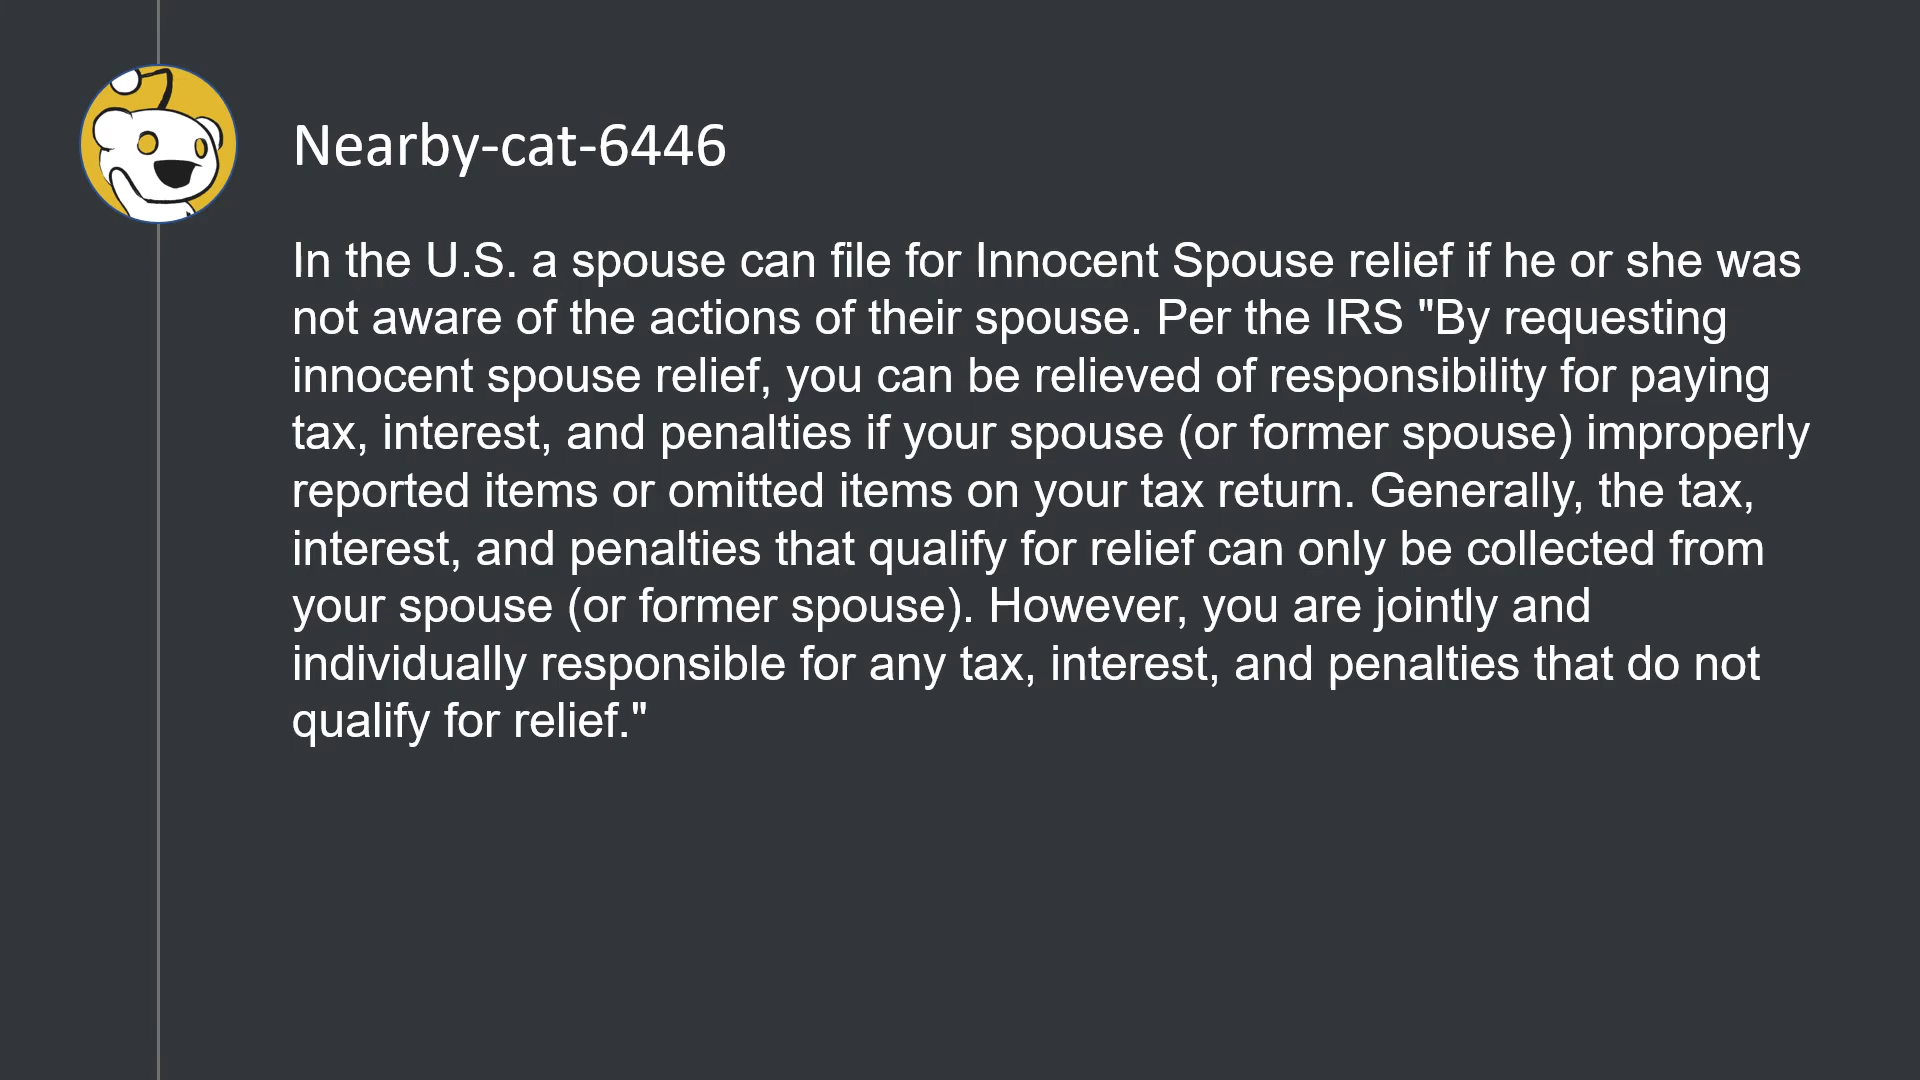 Nearby-cat-6446
In the U.S. a spouse can file for Innocent Spouse relief if he or she was
not aware of the actions of their spouse. Per the IRS "By requesting
innocent spouse relief, you can be relieved of responsibility for paying
tax, interest, and penalties if your spouse (or former spouse) improperly
reported items or omitted items on your tax return. Generally, the tax,
interest, and penalties that qualify for relief can only be collected from
your spouse (or former spouse). However, you are jointly and
individually responsible for any tax, interest, and penalties that do not
qualify for relief."